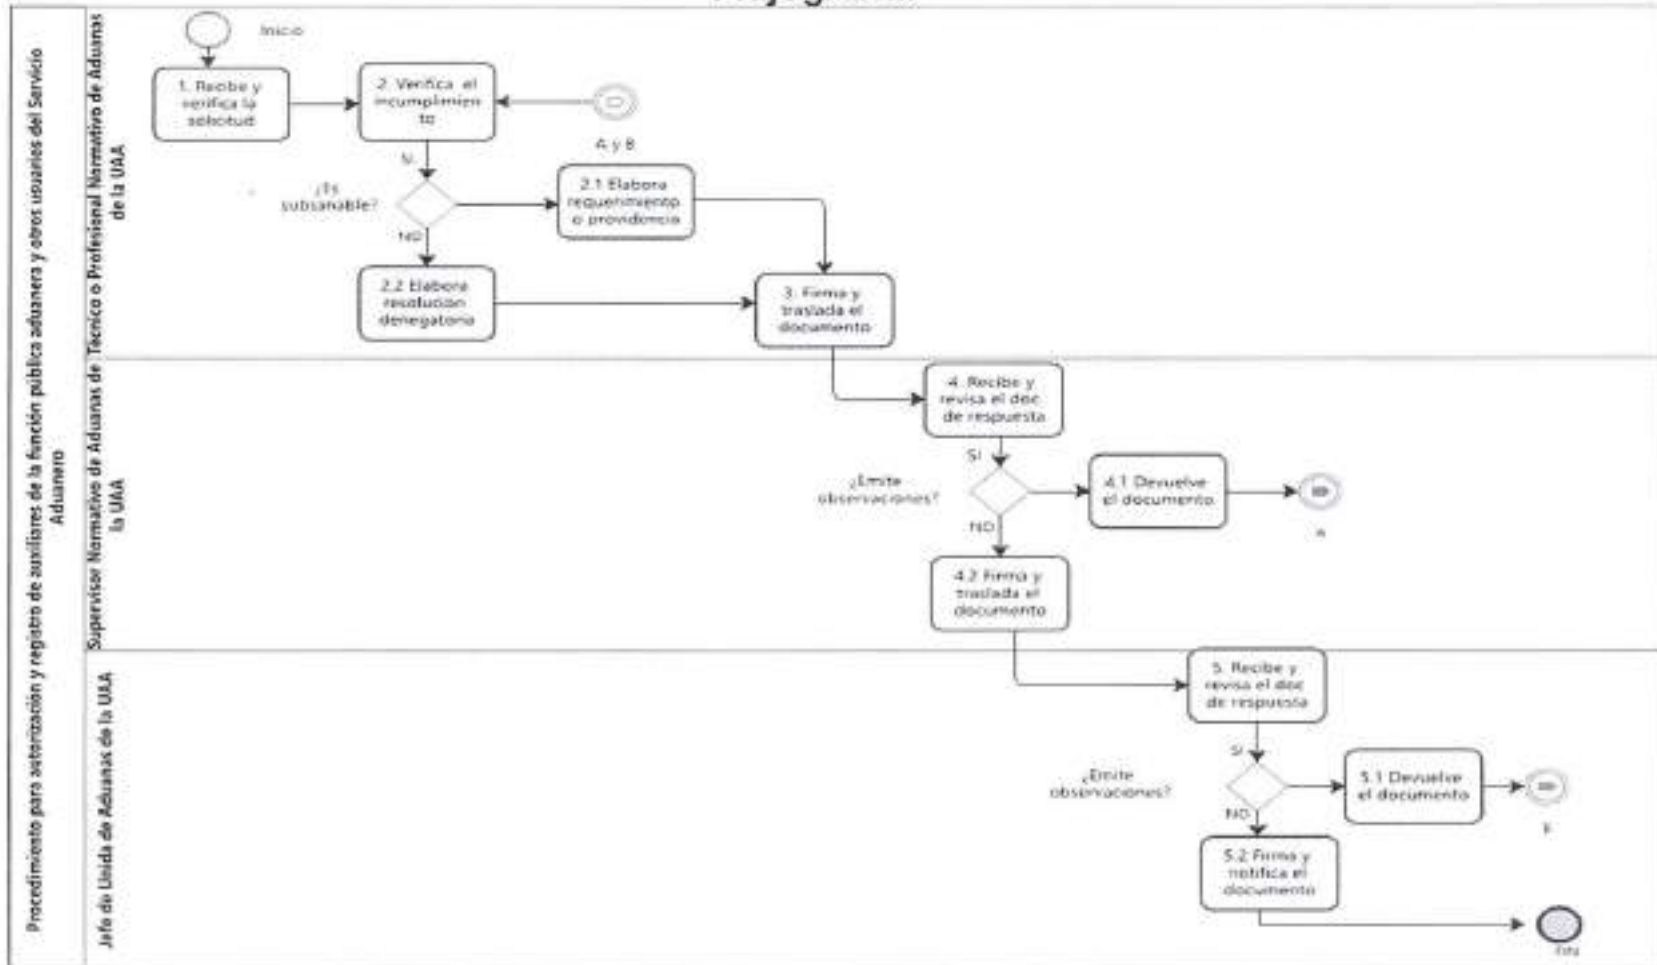 Procedimiento para autorización y registro de auxiliares de la función pública aduanera y otros usuarios del Servicio
Aduanero
Técnico o Profesional Normativo de Aduanas
de la UAA
Inicio
1. Recibe y
verifica la
solicitud
2. Verifica el
incumplimien
to
A y B
SI
¿Es
subsanable?
2.1 Elabora
requerimiento
o providencia
NO
2.2 Elabora
resolución
denegatoria
3. Firma y
traslada el
documento
Supervisor Normativo de Aduanas de
la UAA
4. Recibe y
revisa el doc
de respuesta
SI
¿Emite
observaciones?
4.1 Devuelve
el documento
A
NO
4.2 Firma y
traslada el
documento
Jefe de Unida de Aduanas de la UAA
5. Recibe y
revisa el doc
de respuesta
SI
¿Emite
observaciones?
5.1 Devuelve
el documento
NO
5.2 Firma y
notifica el
documento